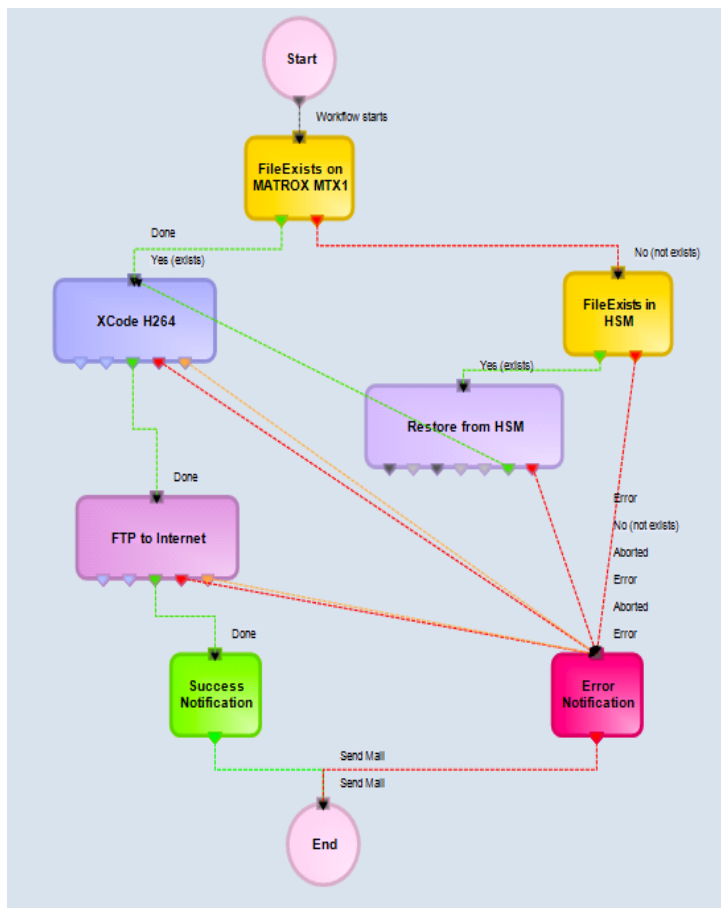 Start
Workflow starts
FileExists on
MATROX MTX1
Done
Yes (exists)
No (not exists)
XCode H264
FileExists in
HSM
Yes (exists)
Restore from HSM
Done
Error
No (not exists)
Aborted
Error
Aborted
Error
FTP to Internet
Done
Success
Notification
Error
Notification
Send Mail
Send Mail
End